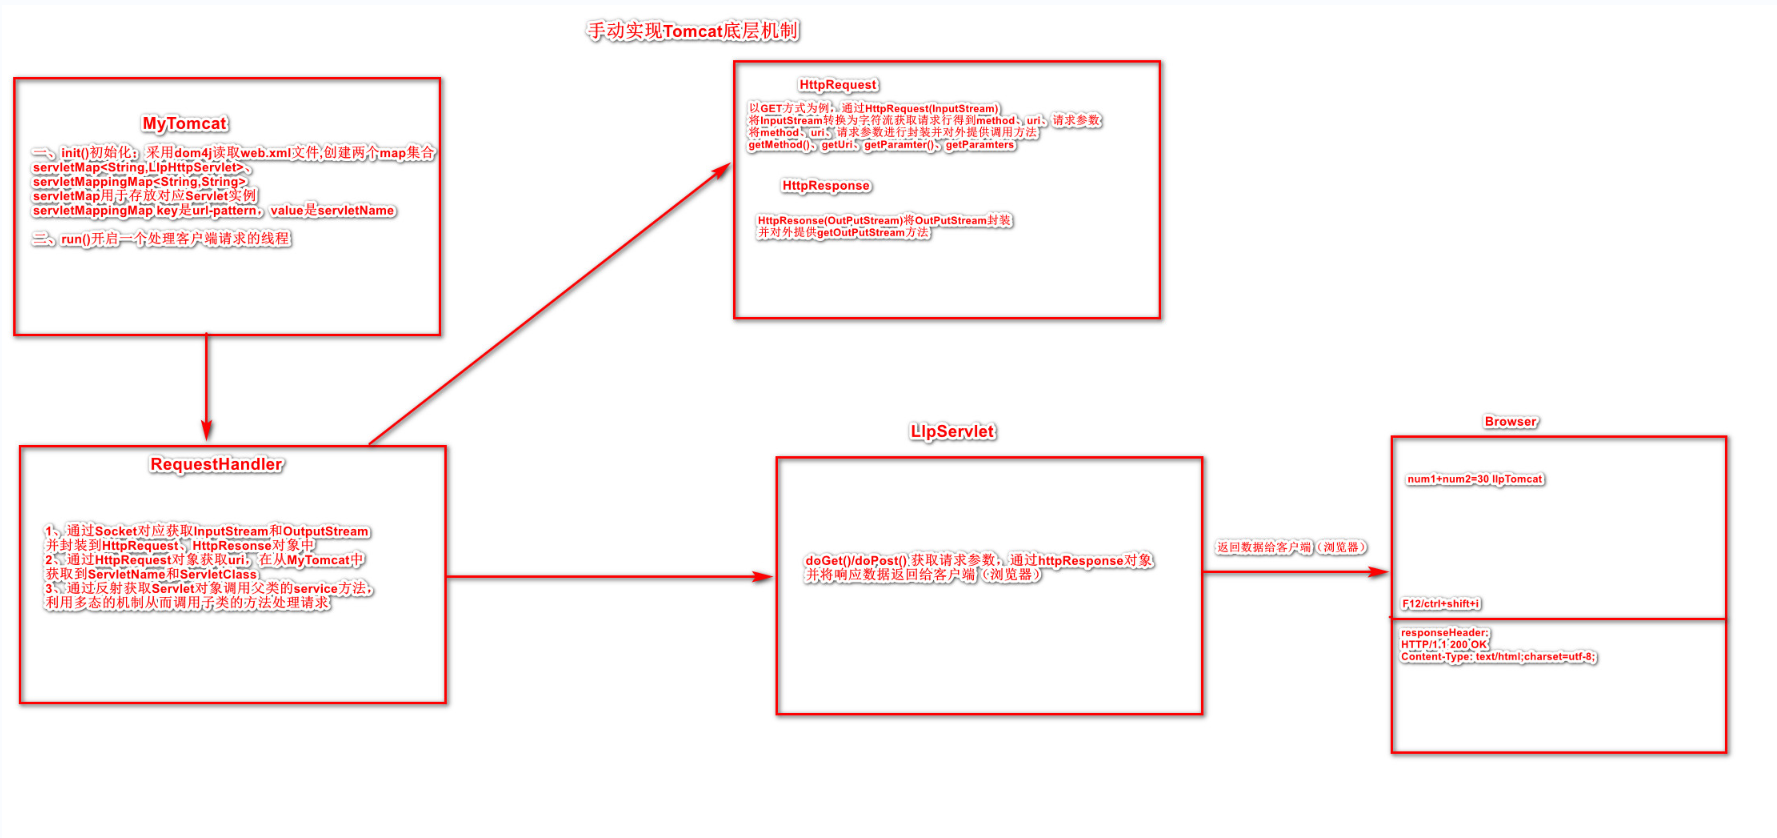 手动实现Tomcat底层机制
MyTomcat
一、init()初始化：采用dom4j读取web.xml文件,创建两个map集合
servletMap<String,LlpHttpServlet>、
servletMappingMap<String,String>
servletMap用于存放对应Servlet实例
servletMappingMap key是url-pattern，value是servletName
二、run()开启一个处理客户端请求的线程
HttpRequest
以GET方式为例，通过HttpRequest(InputStream)
将InputStream转换为字符流获取请求行得到method、uri、请求参数
将method、uri、请求参数进行封装并对外提供调用方法
getMethod()、getUri、getParamter()、getParamters
HttpResponse
HttpResonse(OutPutStream)将OutPutStream封装
并对外提供getOutPutStream方法
RequestHandler
1、通过Socket对应获取InputStream和OutputStream
并封装到HttpRequest、HttpResonse对象中
2、通过HttpRequest对象获取uri，在从MyTomcat中
获取到ServletName和ServletClass
3、通过反射获取Servlet对象调用父类的service方法，
利用多态的机制从而调用子类的方法处理请求
LlpServlet
doGet()/doPost() 获取请求参数，通过httpResponse对象
并将响应数据返回给客户端（浏览器）
返回数据给客户端（浏览器）
Browser
num1+num2=30 llpTomcat
F12/ctrl+shift+i
responseHeader:
HTTP/1.1 200 OK
Content-Type: text/html;charset=utf-8;